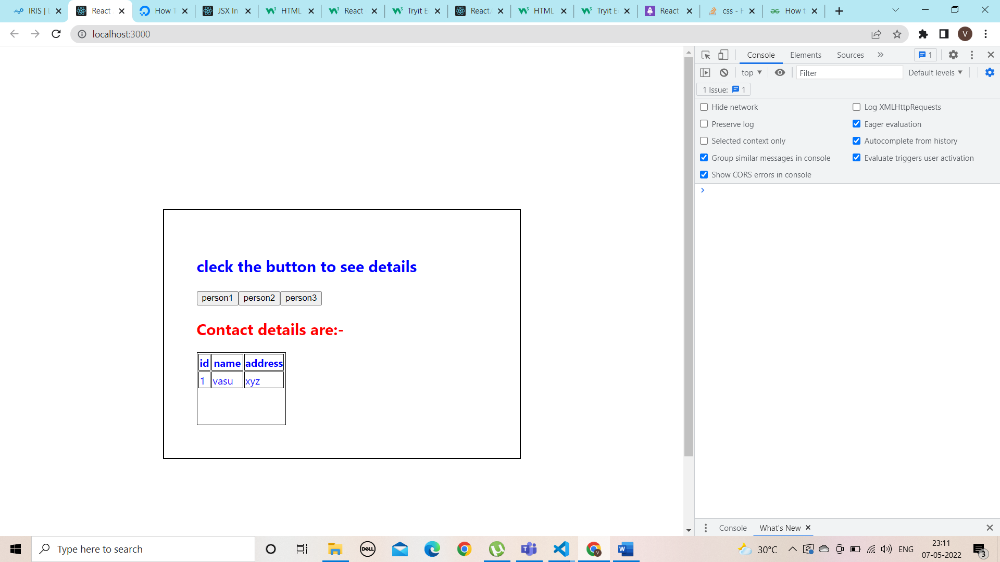 IRIS | L
React
How T
JSX In
HTML
React
Tryit E
React.
HTML
Tryit E
React
css - H
How t
localhost:3000
V
Console
Elements
Sources
1
top
Filter
Default levels
1 Issue:
1
Hide network
Log XMLHttpRequests
Preserve log
Eager evaluation
Selected context only
Autocomplete from history
Group similar messages in console
Evaluate triggers user activation
Show CORS errors in console
cleck the button to see details
person1 person2 person3
Contact details are:-
id name address
1 vasu xyz
Console
What's New
Type here to search
DELL
30°C
ENG
23:11
07-05-2022
3